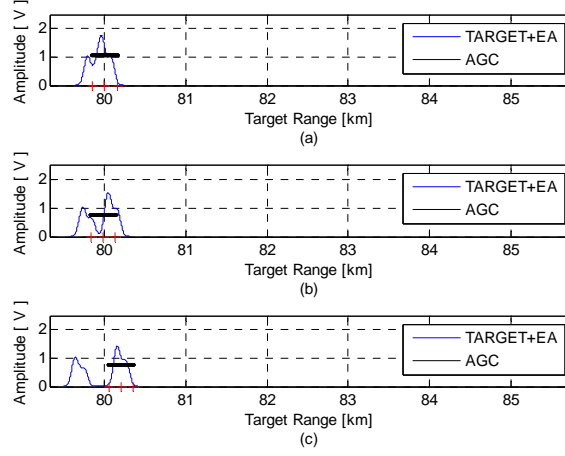 Amplitude [ V ]
2
1
0
TARGET+EA
AGC
80 81 82 83 84 85
Target Range [km]
(a)
Amplitude [ V ]
2
1
0
TARGET+EA
AGC
80 81 82 83 84 85
Target Range [km]
(b)
Amplitude [ V ]
2
1
0
TARGET+EA
AGC
80 81 82 83 84 85
Target Range [km]
(c)